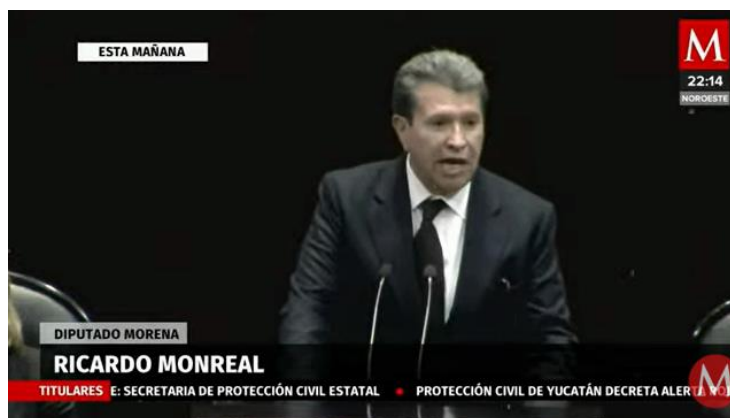 ESTA MAÑANA
M
22:14
NOROESTE
DIPUTADO MORENA
RICARDO MONREAL
TITULARES E: SECRETARIA DE PROTECCIÓN CIVIL ESTATAL • PROTECCIÓN CIVIL DE YUCATÁN DECRETA
M